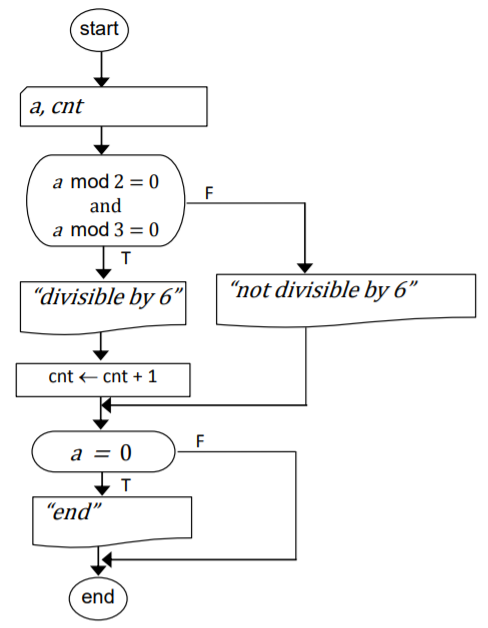 start
a, cnt
a mod 2 = 0
and
a mod 3 = 0
F
T
“divisible by 6”
“not divisible by 6”
cnt ← cnt + 1
a = 0
F
T
“end”
end